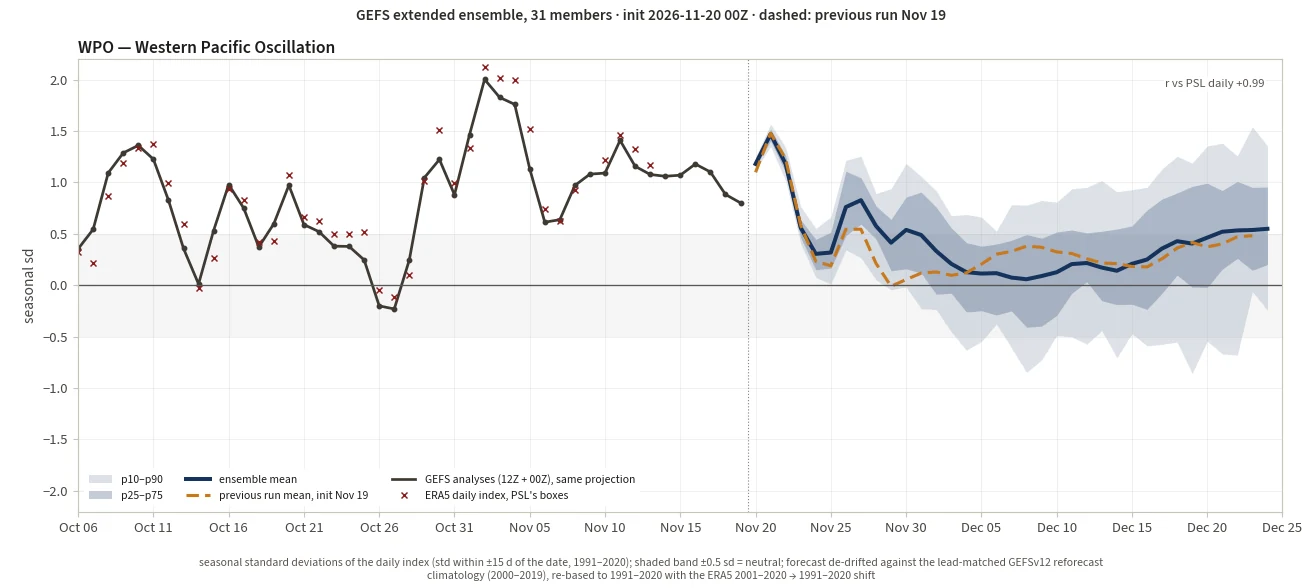 GEFS extended ensemble, 31 members · init 2026-11-20 00Z · dashed: previous run Nov 19
WPO — Western Pacific Oscillation
r vs PSL daily +0.99
seasonal sd
2.0
1.5
1.0
0.5
0.0
−0.5
−1.0
−1.5
−2.0
p10–p90
ensemble mean
GEFS analyses (12Z + 00Z), same projection
p25–p75
previous run mean, init Nov 19
ERA5 daily index, PSL's boxes
Oct 06 Oct 11 Oct 16 Oct 21 Oct 26 Oct 31 Nov 05 Nov 10 Nov 15 Nov 20 Nov 25 Nov 30 Dec 05 Dec 10 Dec 15 Dec 20 Dec 25
seasonal standard deviations of the daily index (std within ±15 d of the date, 1991–2020); shaded band ±0.5 sd = neutral; forecast de-drifted against the lead-matched GEFSv12 reforecast
climatology (2000–2019), re-based to 1991–2020 with the ERA5 2001–2020 → 1991–2020 shift